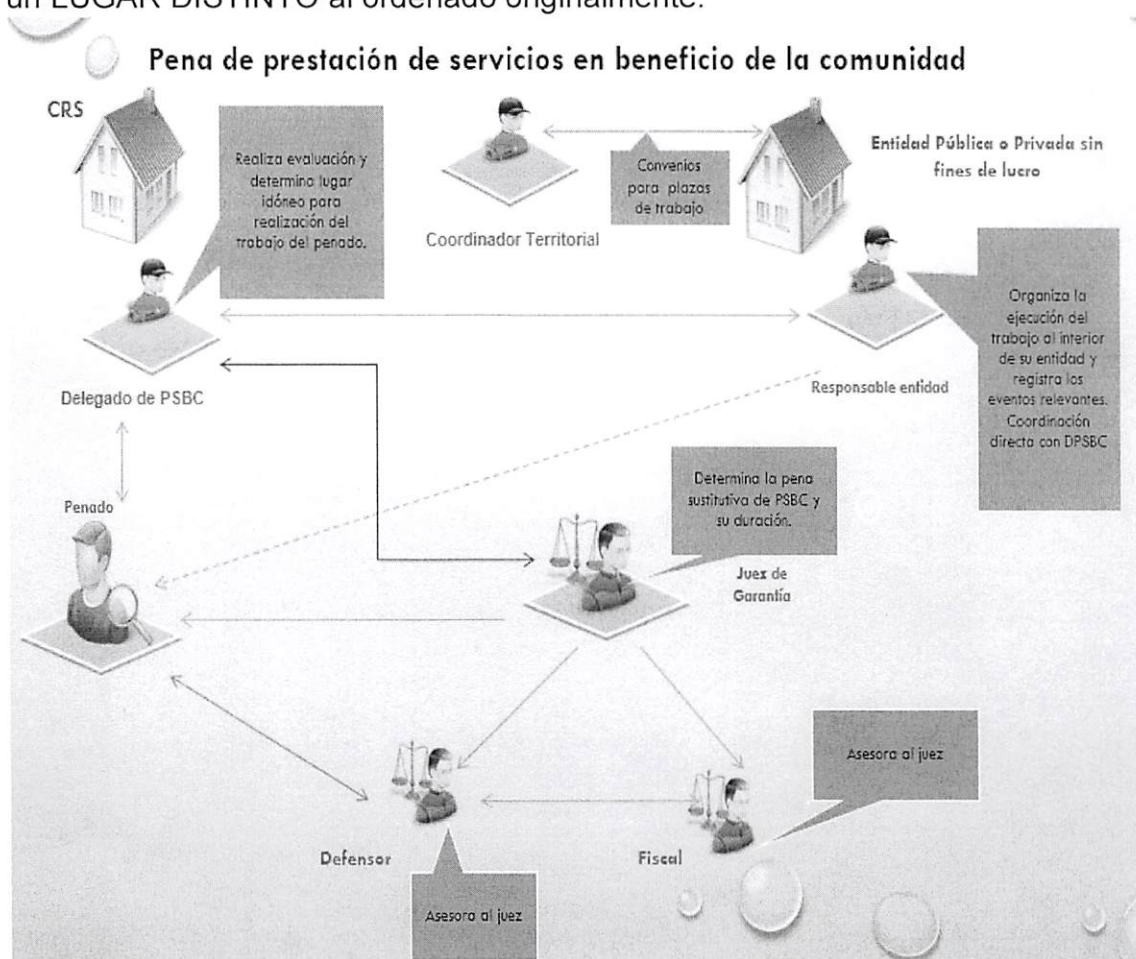 un LUGAR DISTINTO al ordenado originalmente.
Pena de prestación de servicios en beneficio de la comunidad
CRS
Realiza evaluación y
determina lugar
idóneo para
realización del
trabajo del penado.
Convenios
para plazas
de trabajo
Entidad Pública o Privada sin
fines de lucro
Coordinador Territorial
Organiza la
ejecución del
trabajo al interior
de su entidad y
registra los
eventos relevantes.
Coordinación
directa con DPSBC
Delegado de PSBC
Responsable entidad
Determina la pena
sustitutiva de PSBC y
su duración.
Penado
Juez de
Garantía
Asesora al juez
Defensor
Fiscal
Asesora al juez